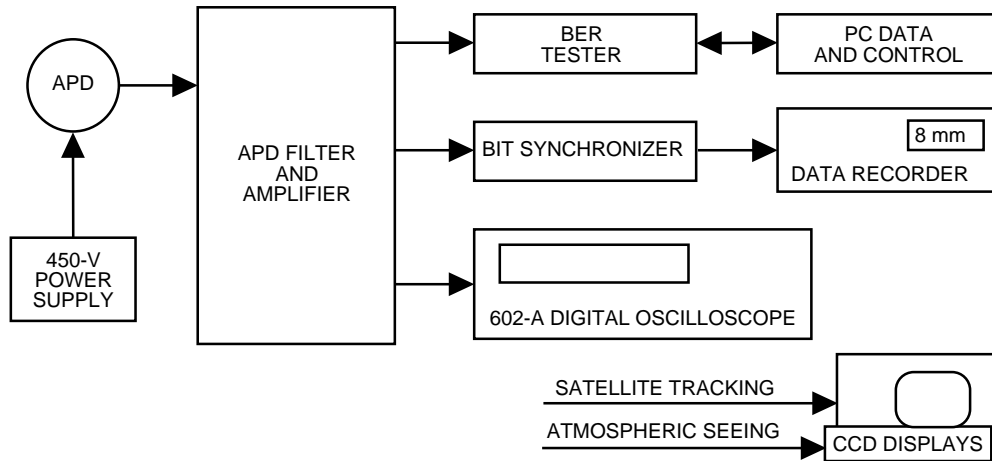 APD
450-V
POWER
SUPPLY
APD FILTER
AND
AMPLIFIER
BER
TESTER
PC DATA
AND CONTROL
BIT SYNCHRONIZER
8 mm
DATA RECORDER
602-A DIGITAL OSCILLOSCOPE
SATELLITE TRACKING
ATMOSPHERIC SEEING
CCD DISPLAYS